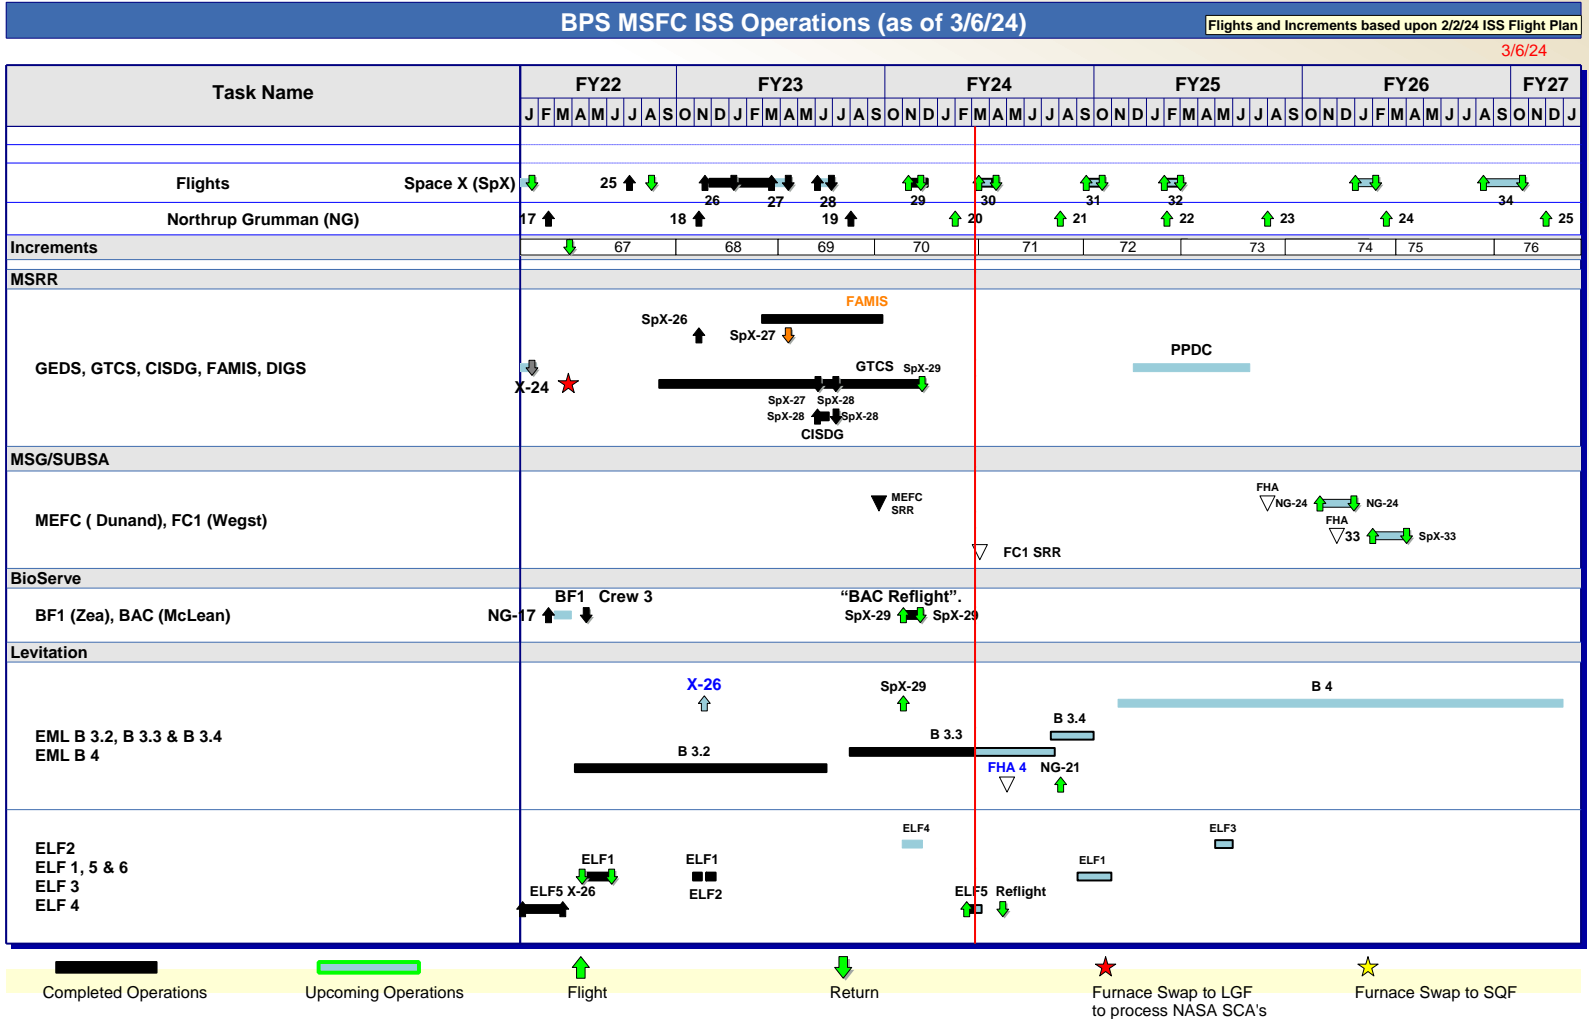 BPS MSFC ISS Operations (as of 3/6/24)
Flights and Increments based upon 2/2/24 ISS Flight Plan
3/6/24
Task Name
FY22 FY23 FY24 FY25 FY26 FY27
J F M A M J J A S O N D J F M A M J J A S O N D J F M A M J J A S O N D J F M A M J J A S O N D J F M A M J J A S O N D J
Flights Space X (SpX) 25
26 27 28 29 30 31 32 34
Northrup Grumman (NG) 17 18 19 20 21 22 23 24 25
Increments 67 68 69 70 71 72 73 74 75 76
MSRR
FAMIS
SpX-26
SpX-27
PPDC
GEDS, GTCS, CISDG, FAMIS, DIGS
GTCS SpX-29
X-24
SpX-27 SpX-28
SpX-28 SpX-28
CISDG
MSG/SUBSA
FHA
MEFC SRR
NG-24 NG-24
MEFC ( Dunand), FC1 (Wegst)
FHA
33 SpX-33
FC1 SRR
BioServe
BF1 Crew 3 “BAC Reflight”.
BF1 (Zea), BAC (McLean) NG-17 SpX-29 SpX-29
Levitation
X-26 SpX-29 B 4
B 3.4
EML B 3.2, B 3.3 & B 3.4
B 3.3
EML B 4
B 3.2
FHA 4 NG-21
ELF4 ELF3
ELF2
ELF 1, 5 & 6
ELF1 ELF1 ELF1
ELF 3
ELF5 X-26 ELF2 ELF5 Reflight
ELF 4
Completed Operations Upcoming Operations Flight Return Furnace Swap to LGF Furnace Swap to SQF
to process NASA SCA's